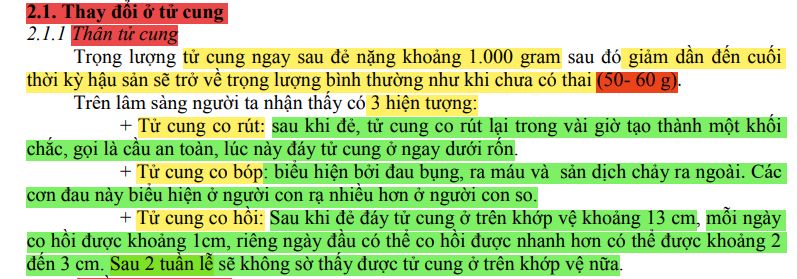 2.1. Thay đổi ở tử cung
2.1.1 Thân tử cung
Trọng lượng tử cung ngay sau đẻ nặng khoảng 1.000 gram sau đó giảm dần đến cuối
thời kỳ hậu sản sẽ trở về trọng lượng bình thường như khi chưa có thai (50- 60 g).
Trên lâm sàng người ta nhận thấy có 3 hiện tượng:
+ Tử cung co rút: sau khi đẻ, tử cung co rút lại trong vài giờ tạo thành một khối
chắc, gọi là cầu an toàn, lúc này đáy tử cung ở ngay dưới rốn.
+ Tử cung co bóp: biểu hiện bởi đau bụng, ra máu và sản dịch chảy ra ngoài. Các
cơn đau này biểu hiện ở người con rạ nhiều hơn ở người con so.
+ Tử cung co hồi: Sau khi đẻ đáy tử cung ở trên khớp vệ khoảng 13 cm, mỗi ngày
co hồi được khoảng 1cm, riêng ngày đầu có thể co hồi được nhanh hơn có thể được khoảng 2
đến 3 cm. Sau 2 tuần lễ sẽ không sờ thấy được tử cung ở trên khớp vệ nữa.